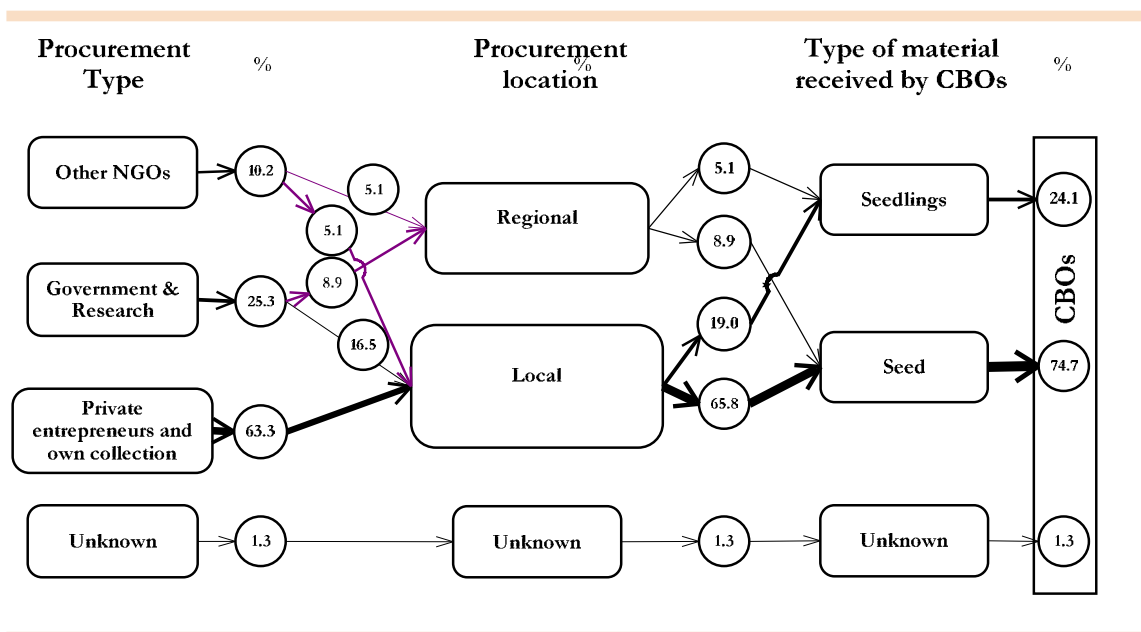 Procurement
Type
%
Procurement
location
%
Type of material
received by CBOs
%
Other NGOs
10.2
5.1
5.1
Regional
5.1
Seedlings
24.1
Government &
Research
25.3
8.9
16.5
8.9
Local
19.0
65.8
Seed
74.7
CBOs
Private
entrepreneurs and
own collection
63.3
Unknown
1.3
Unknown
1.3
Unknown
1.3